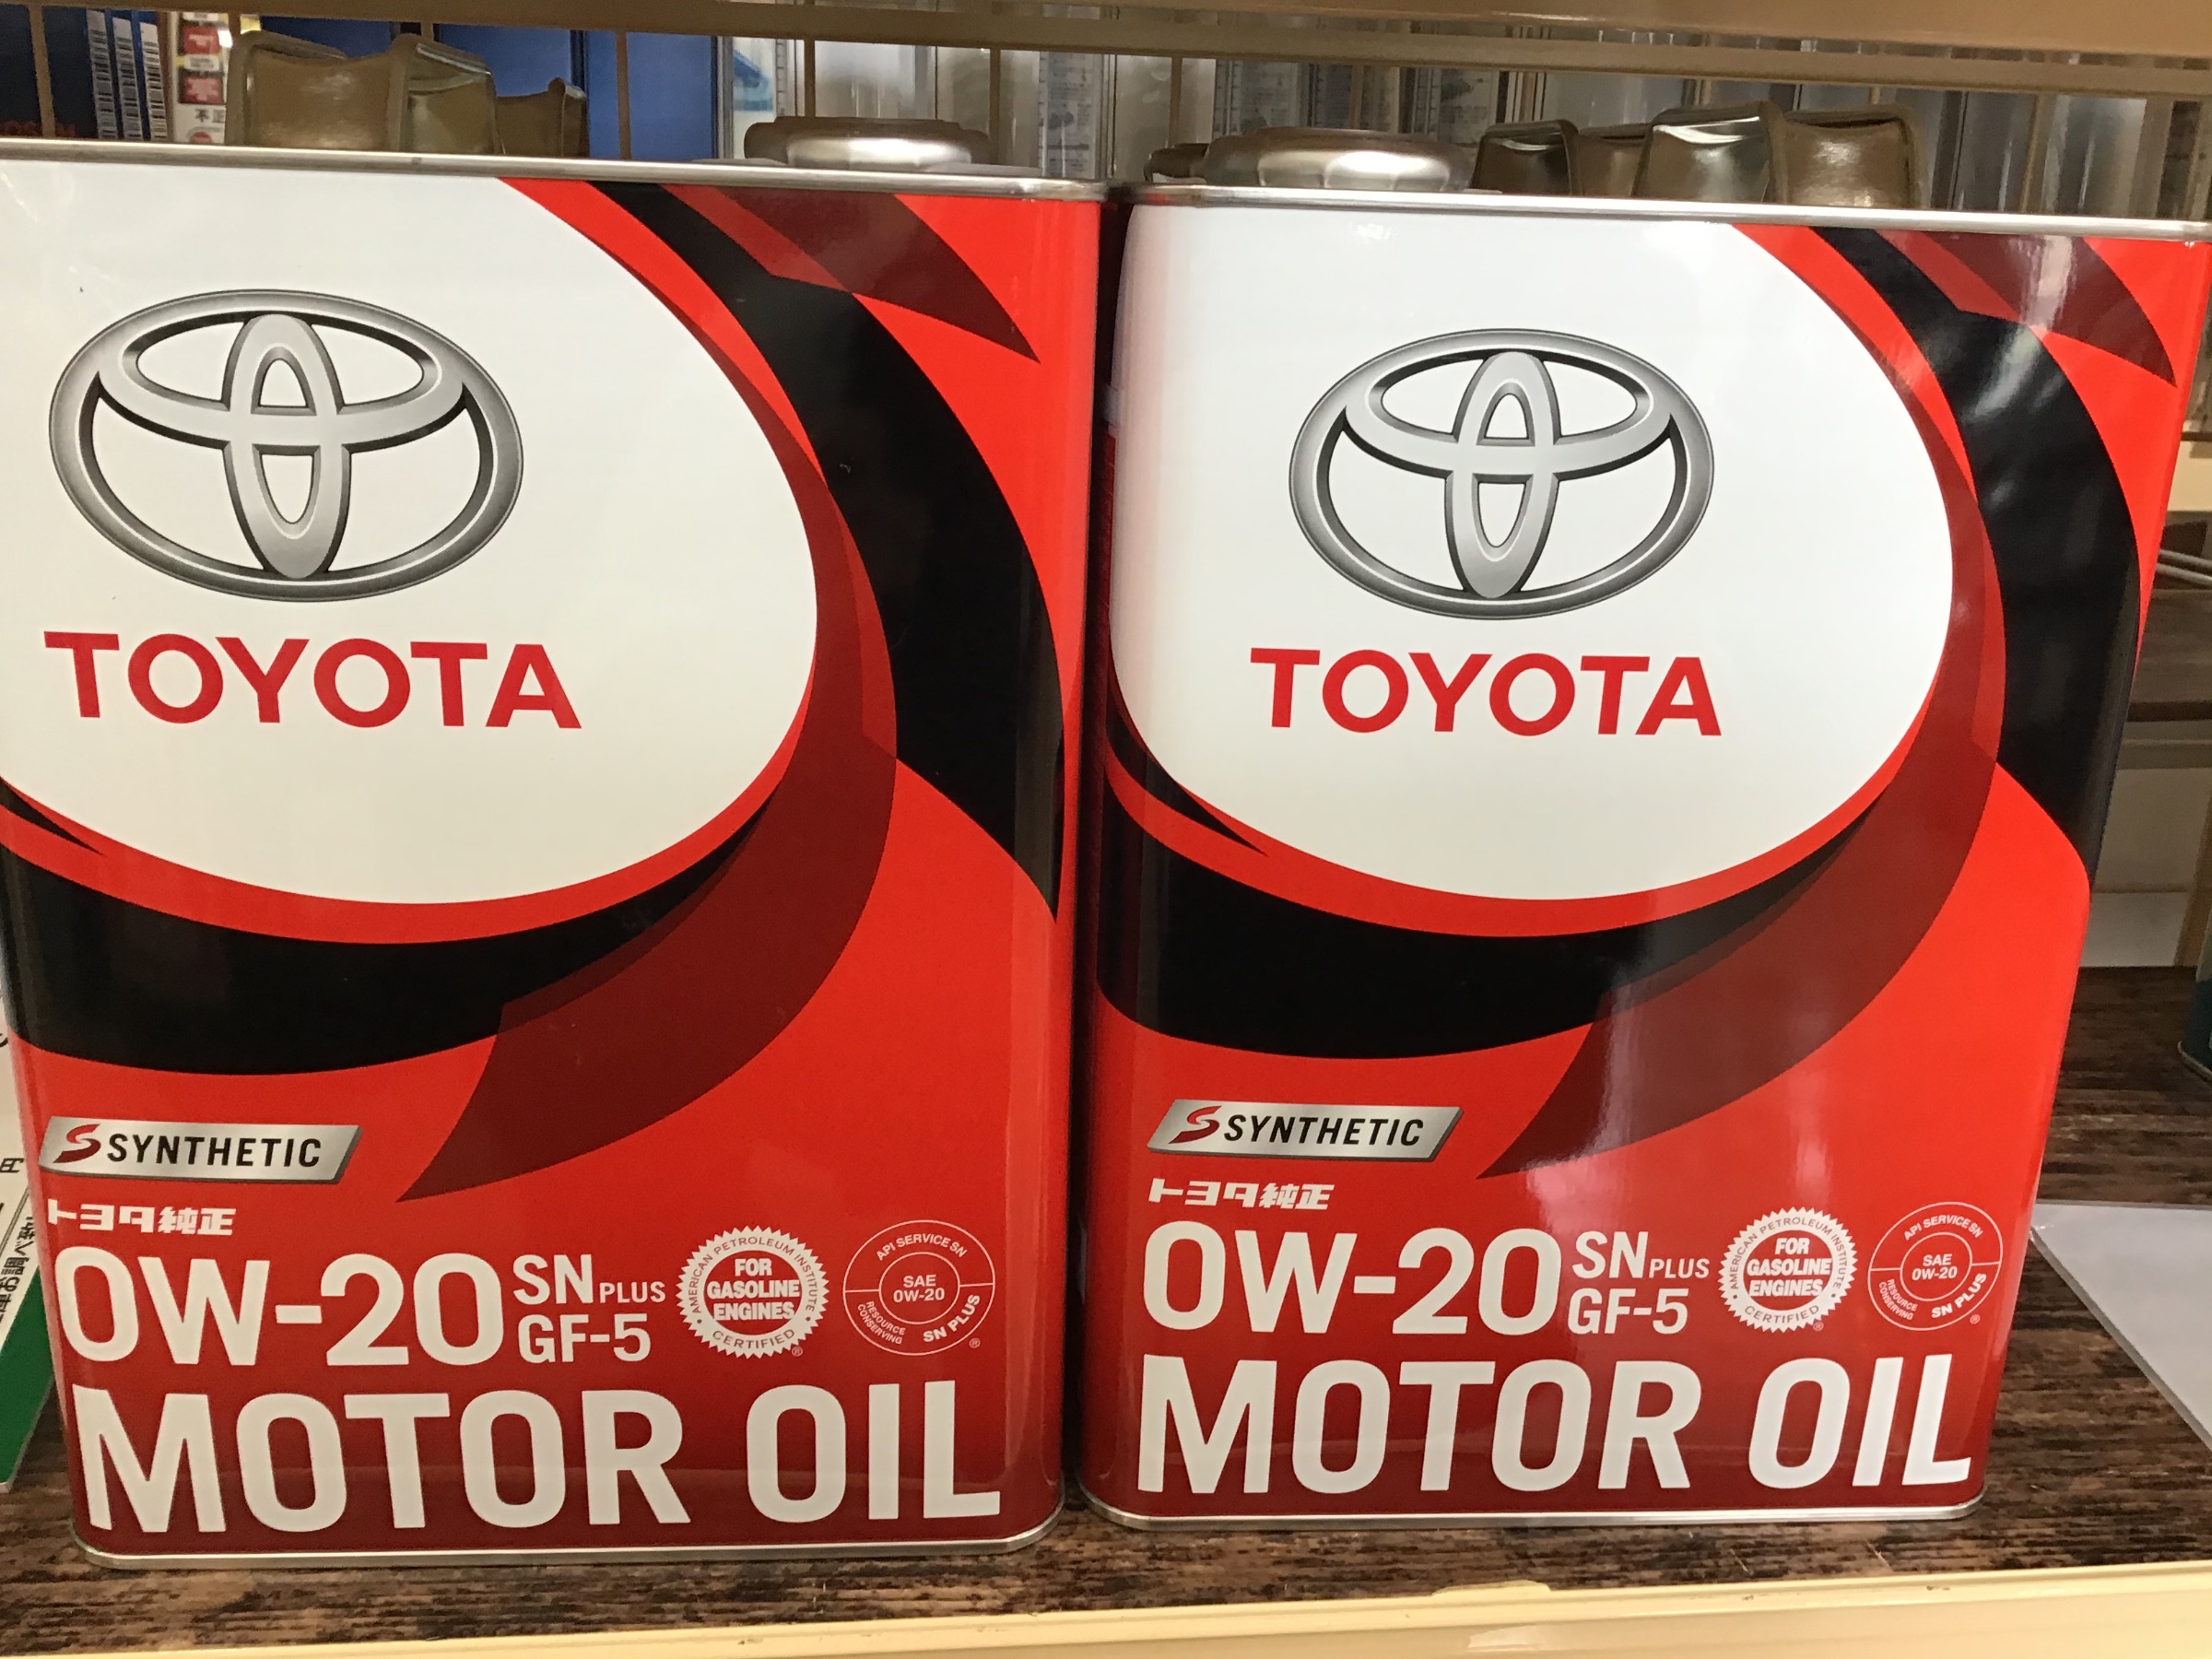 TOYOTA
SYNTHETIC
トヨタ純正
0W-20 SN PLUS
GF-5
AMERICAN PETROLEUM INSTITUTE
FOR
GASOLINE
ENGINES
CERTIFIED
®
API SERVICE SN
SAE
0W-20
RESOURCE
CONSERVING
SN PLUS
®
MOTOR OIL
TOYOTA
SYNTHETIC
トヨタ純正
0W-20 SN PLUS
GF-5
AMERICAN PETROLEUM INSTITUTE
FOR
GASOLINE
ENGINES
CERTIFIED
®
API SERVICE SN
SAE
0W-20
RESOURCE
CONSERVING
SN PLUS
®
MOTOR OIL